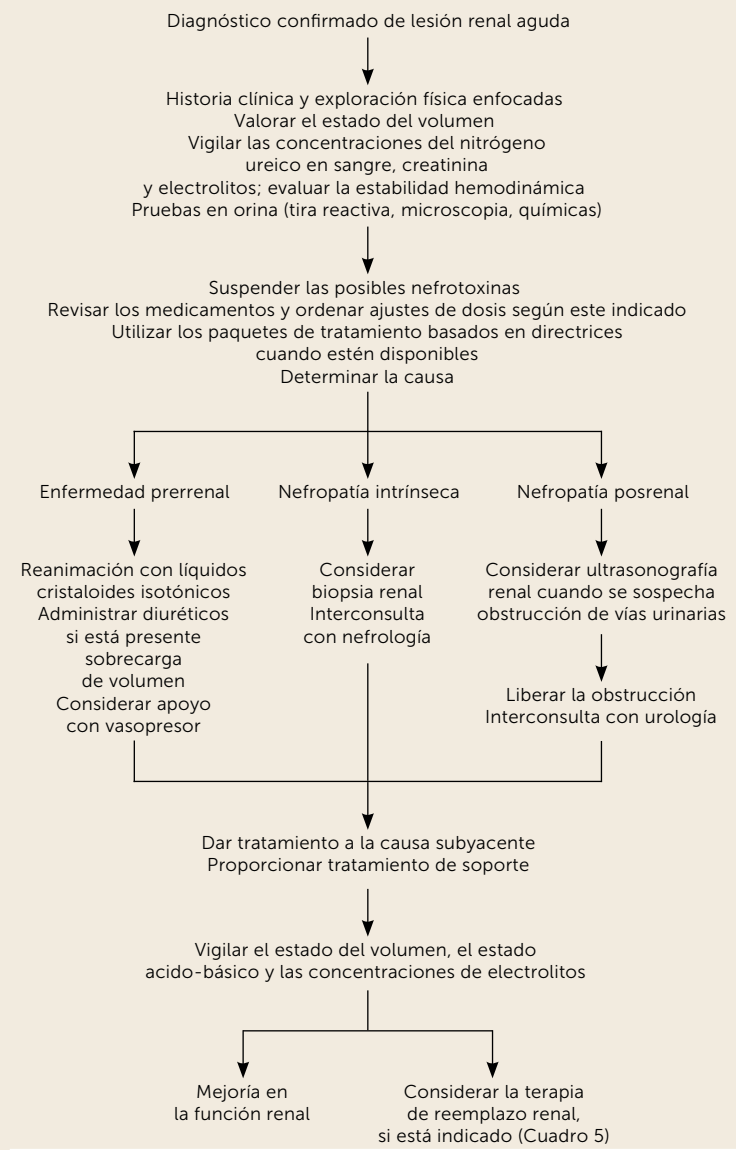 Diagnóstico confirmado de lesión renal aguda
Historia clínica y exploración física enfocadas
Valorar el estado del volumen
Vigilar las concentraciones del nitrógeno
ureico en sangre, creatinina
y electrolitos; evaluar la estabilidad hemodinámica
Pruebas en orina (tira reactiva, microscopia, químicas)
Suspender las posibles nefrotoxinas
Revisar los medicamentos y ordenar ajustes de dosis según este indicado
Utilizar los paquetes de tratamiento basados en directrices
cuando estén disponibles
Determinar la causa
Enfermedad prerrenal
Reanimación con líquidos
cristaloides isotónicos
Administrar diuréticos
si está presente
sobrecarga
de volumen
Considerar apoyo
con vasopresor
Nefropatía intrínseca
Considerar
biopsia renal
Interconsulta
con nefrología
Nefropatía posrenal
Considerar ultrasonografía
renal cuando se sospecha
obstrucción de vías urinarias
Liberar la obstrucción
Interconsulta con urología
Dar tratamiento a la causa subyacente
Proporcionar tratamiento de soporte
Vigilar el estado del volumen, el estado
acido-básico y las concentraciones de electrolitos
Mejoría en
la función renal
Considerar la terapia
de reemplazo renal,
si está indicado (Cuadro 5)